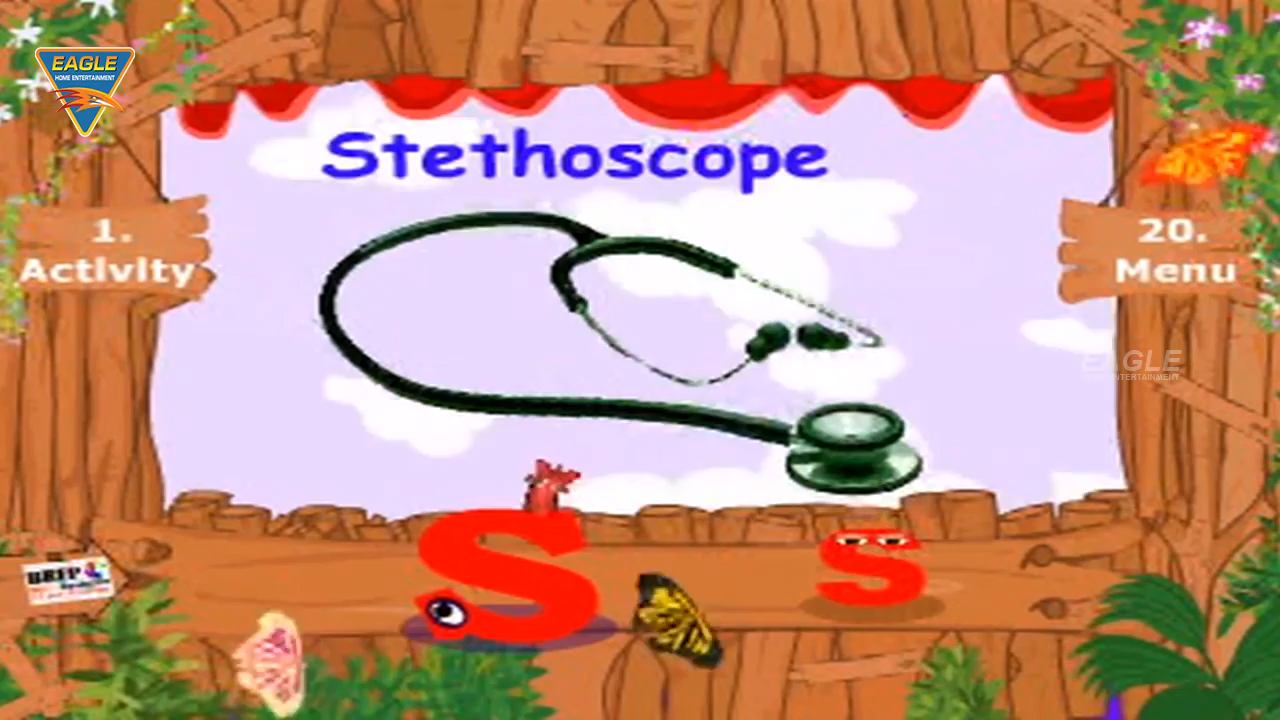 EAGLE
HOME ENTERTAINMENT
Stethoscope
1.
Activity
20.
Menu
EAGLE
ENTERTAINMENT
S
s